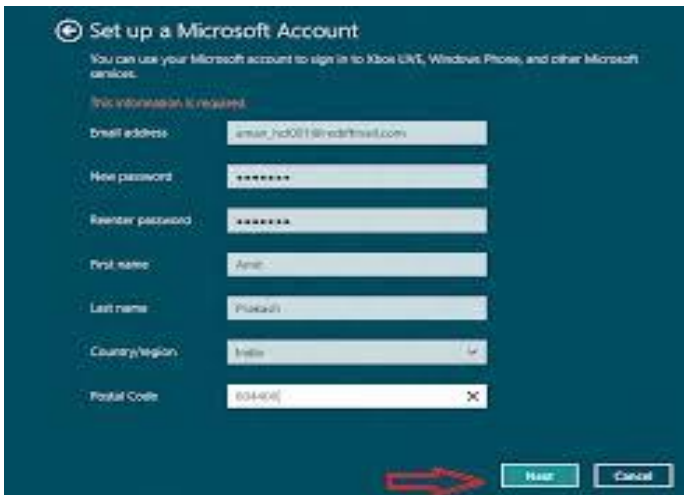 Set up a Microsoft Account
You can use your Microsoft account to sign in to Xbox LIVE, Windows Phone, and other Microsoft
services.
This information is required.
Email address
New password
•••••••
Reenter password
•••••••
First name
Last name
Prakash
Country/region
India
Postal Code
Next
Cancel